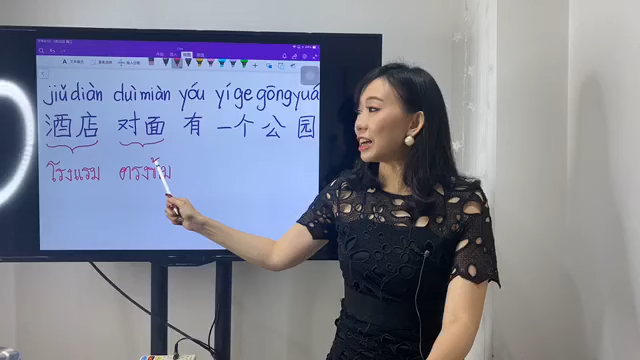 jiǔdiàn duìmiàn yóu yí ge gōngyuá
酒店 对面 有 一个 公 园
โรงแรม ตรงข้าม